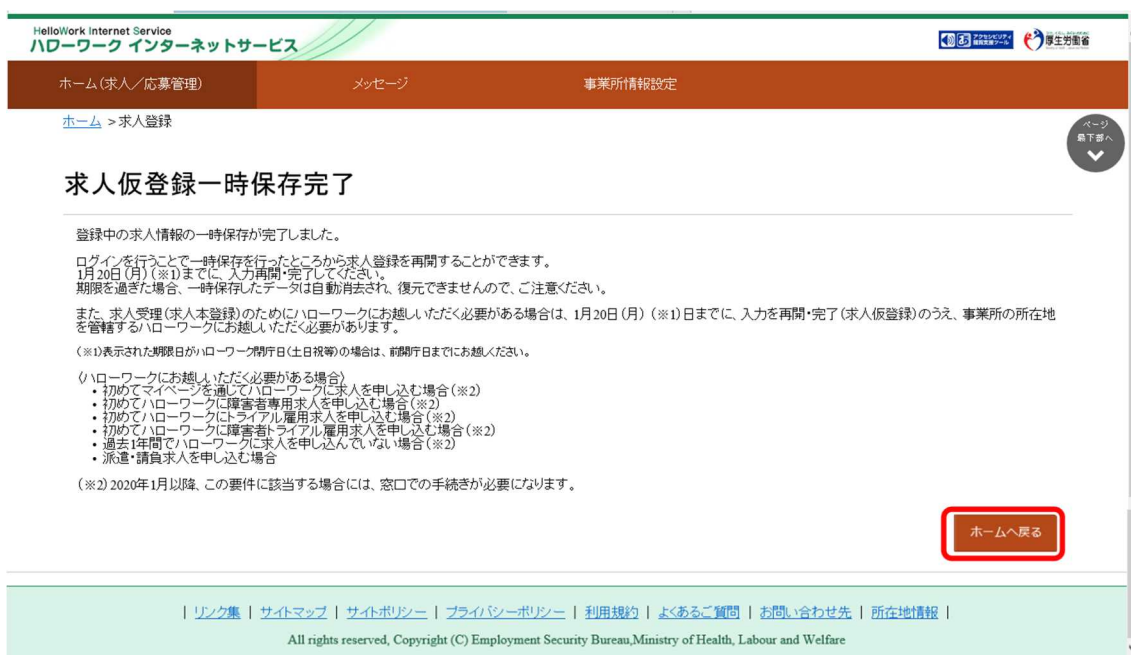 HelloWork Internet Service
ハローワーク インターネットサービス
アクセシビリティ
閲覧支援ツール
厚生労働省
ホーム(求人／応募管理)
メッセージ
事業所情報設定
ホーム >求人登録
ページ
最下部へ
求人仮登録一時保存完了
登録中の求人情報の一時保存が完了しました。
ログインを行うことで一時保存を行ったところから求人登録を再開することができます。
1月20日(月)(※1)までに、入力再開・完了してください。
期限を過ぎた場合、一時保存したデータは自動消去され、復元できませんので、ご注意ください。
また、求人受理(求人本登録)のためにハローワークにお越しいただく必要がある場合は、1月20日(月)(※1)日までに、入力を再開・完了(求人仮登録)のうえ、事業所の所在地
を管轄するハローワークにお越しいただく必要があります。
(※1)表示された期限日がハローワーク閉庁日(土日祝等)の場合は、前開庁日までにお越しください。
〈ハローワークにお越しいただく必要がある場合〉
・初めてマイページを通じてハローワークに求人を申し込む場合(※2)
・初めてハローワークに障害者専用求人を申し込む場合(※2)
・初めてハローワークにトライアル雇用求人を申し込む場合(※2)
・初めてハローワークに障害者トライアル雇用求人を申し込む場合(※2)
・過去1年間でハローワークに求人を申し込んでいない場合(※2)
・派遣・請負求人を申し込む場合
(※2)2020年1月以降、この要件に該当する場合には、窓口での手続きが必要になります。
ホームへ戻る
| リンク集 | サイトマップ | サイトポリシー | プライバシーポリシー | 利用規約 | よくあるご質問 | お問い合わせ先 | 所在地情報 |
All rights reserved, Copyright (C) Employment Security Bureau,Ministry of Health, Labour and Welfare